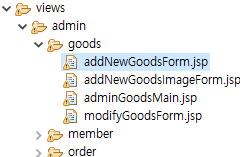 views
admin
goods
addNewGoodsForm.jsp
addNewGoodsImageForm.jsp
adminGoodsMain.jsp
modifyGoodsForm.jsp
member
order